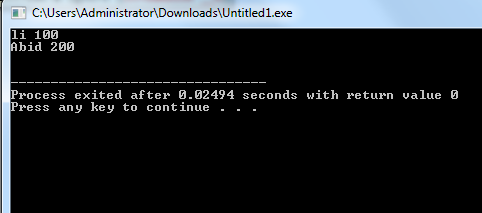 C:\Users\Administrator\Downloads\Untitled1.exe
li 100
Abid 200
--------------------------------
Process exited after 0.02494 seconds with return value 0
Press any key to continue . . .